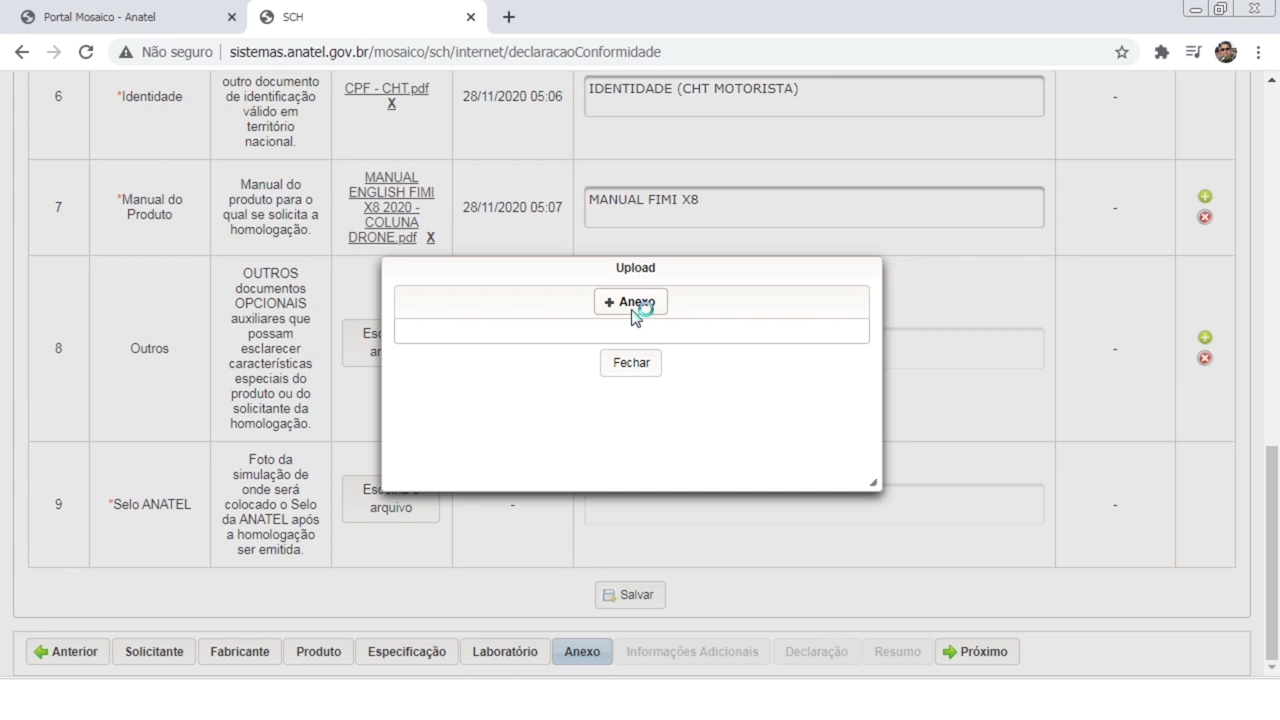 Portal Mosaico - Anatel
SCH
Não seguro
sistemas.anatel.gov.br/mosaico/sch/internet/declaracaoConformidade
6
*Identidade
outro documento
de identificação
válido em
território
nacional.
CPF - CHT.pdf
X
28/11/2020 05:06
IDENTIDADE (CHT MOTORISTA)
-
7
*Manual do
Produto
Manual do
produto para o
qual se solicita a
homologação.
MANUAL
ENGLISH FIMI
X8 2020 -
COLUNA
DRONE.pdf X
28/11/2020 05:07
MANUAL FIMI X8
-
8
Outros
OUTROS
documentos
OPCIONAIS
auxiliares que
possam
esclarecer
características
especiais do
produto ou do
solicitante da
homologação.
-
Upload
+ Anexo
Fechar
9
*Selo ANATEL
Foto da
simulação de
onde será
colocado o Selo
da ANATEL após
a homologação
ser emitida.
arquivo
-
-
Salvar
Anterior
Solicitante
Fabricante
Produto
Especificação
Laboratório
Anexo
Informações Adicionais
Declaração
Resumo
Próximo